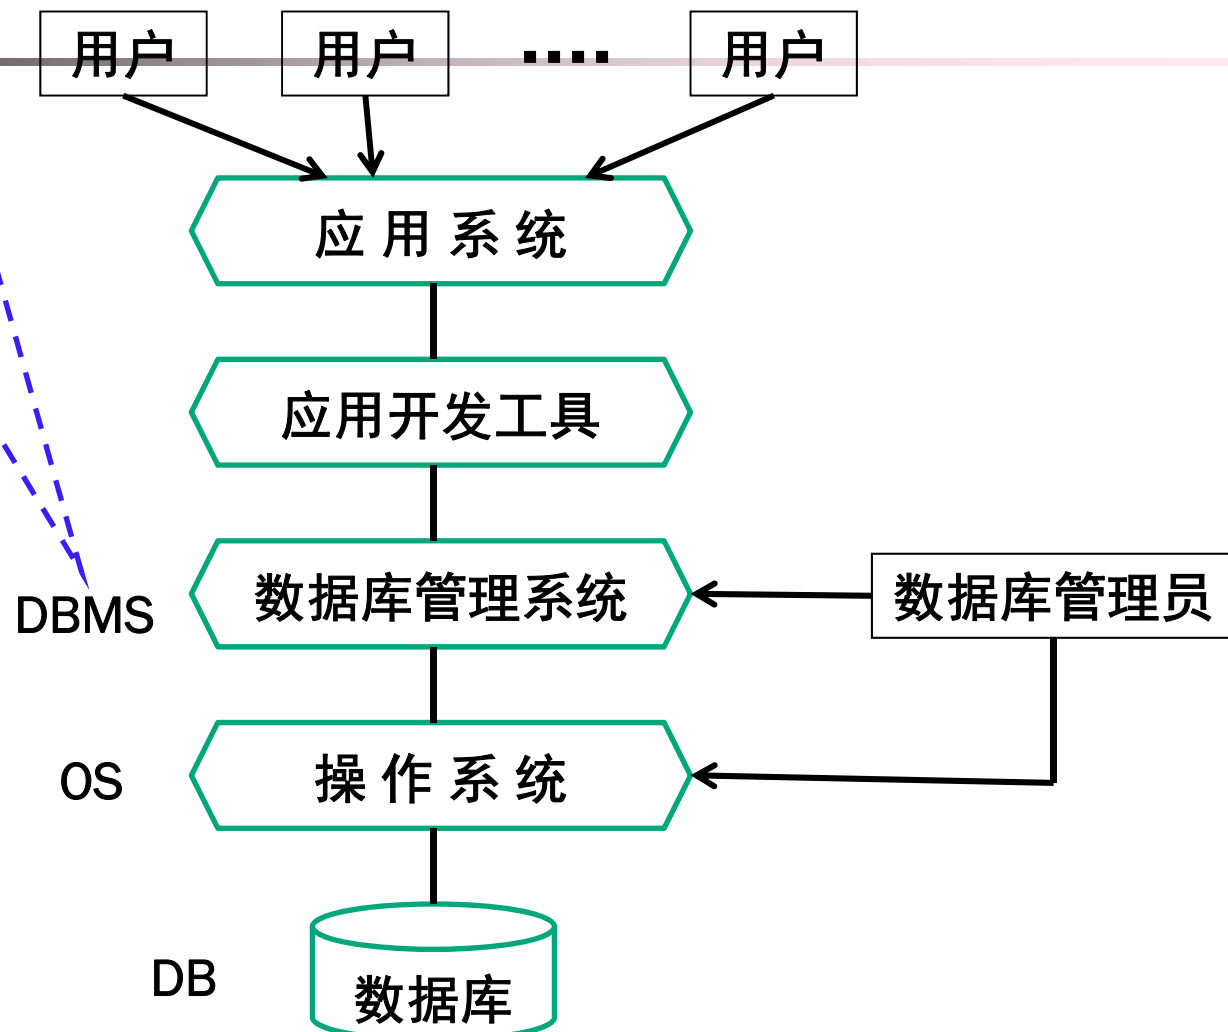 用户 用户 用户
应用系统
应用开发工具
DBMS 数据库管理系统 数据库管理员
OS 操作系统
DB 数据库